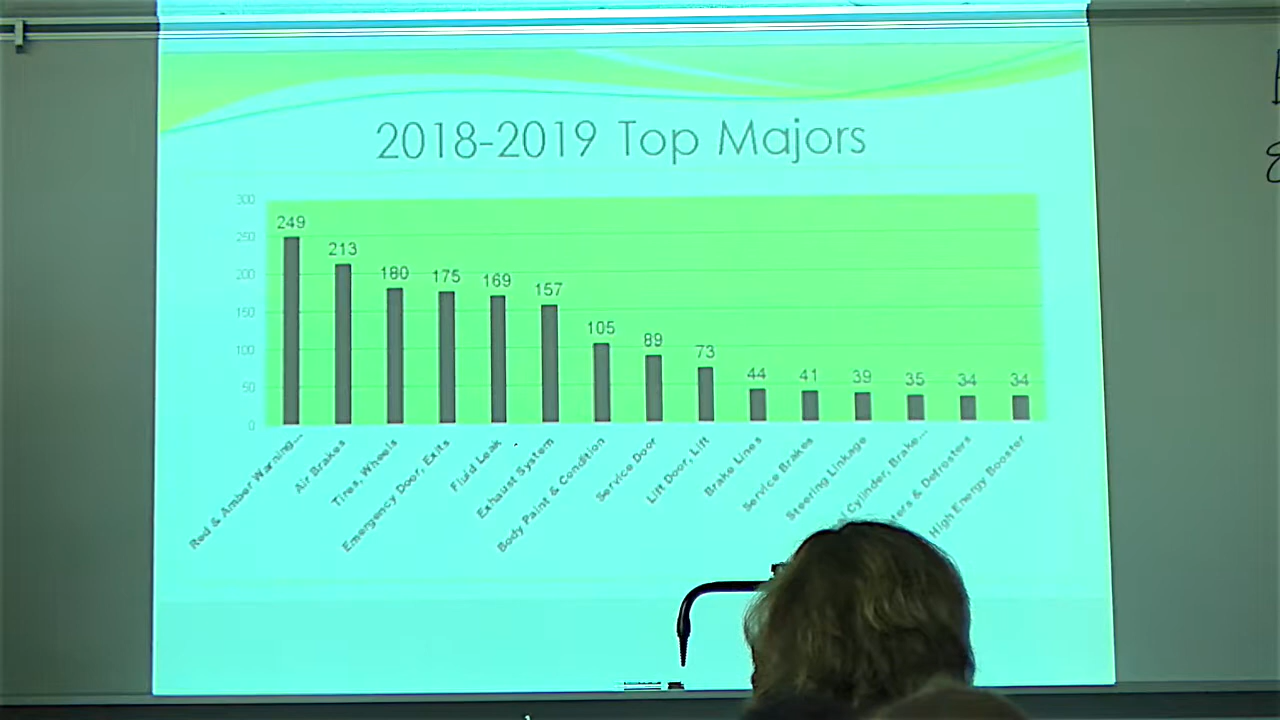 2018-2019 Top Majors
300
250
200
150
100
50
0
249
213
180
175
169
157
105
89
73
44
41
39
35
34
34
Red & Amber Warning...
Air Brakes
Tires, Wheels
Emergency Door, Exits
Fluid Leak
Exhaust System
Body Paint & Condition
Service Door
Lift Door, Lift
Brake Lines
Service Brakes
Steering Linkage
Cylinder, Brake...
& Defrosters
High Energy Booster